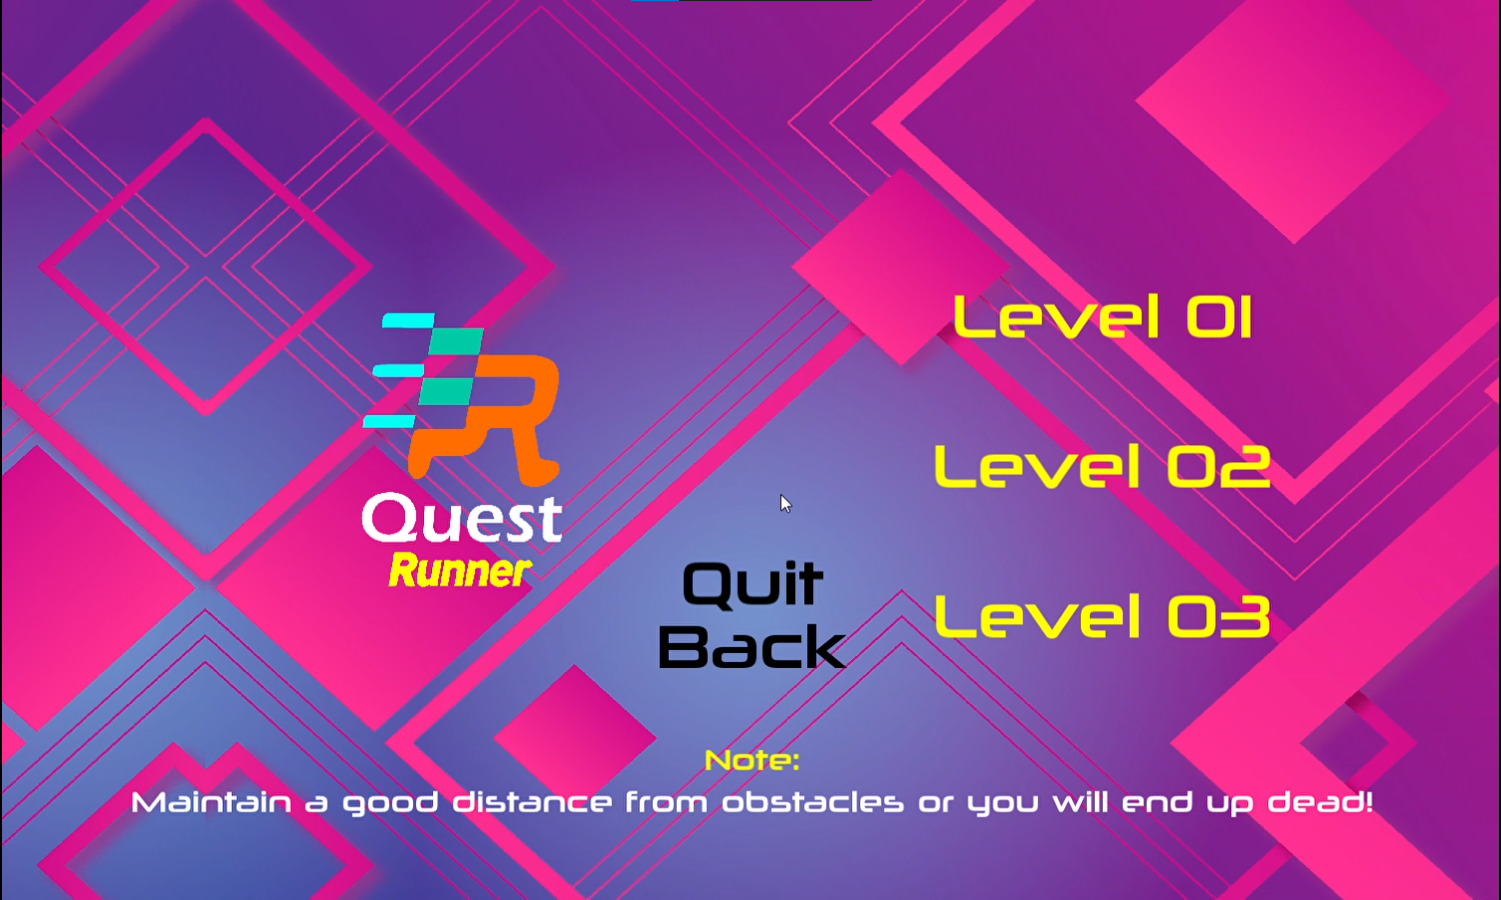 Quest
Runner
Level 01
Level 02
Level 03
Quit
Back
Note:
Maintain a good distance from obstacles or you will end up dead!